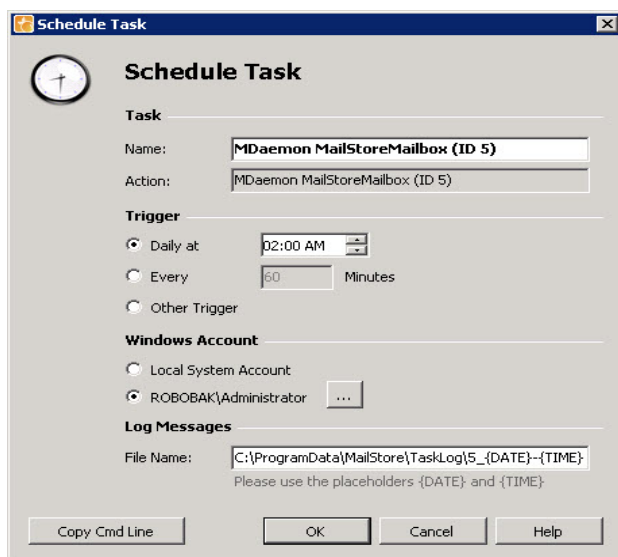 Schedule Task
Schedule Task
Task
Name: MDaemon MailStoreMailbox (ID 5)
Action: MDaemon MailStoreMailbox (ID 5)
Trigger
Daily at 02:00 AM
Every 60 Minutes
Other Trigger
Windows Account
Local System Account
ROBOBAK\Administrator ...
Log Messages
File Name: C:\ProgramData\MailStore\TaskLog\5_{DATE}-{TIME}
Please use the placeholders {DATE} and {TIME}
Copy Cmd Line OK Cancel Help